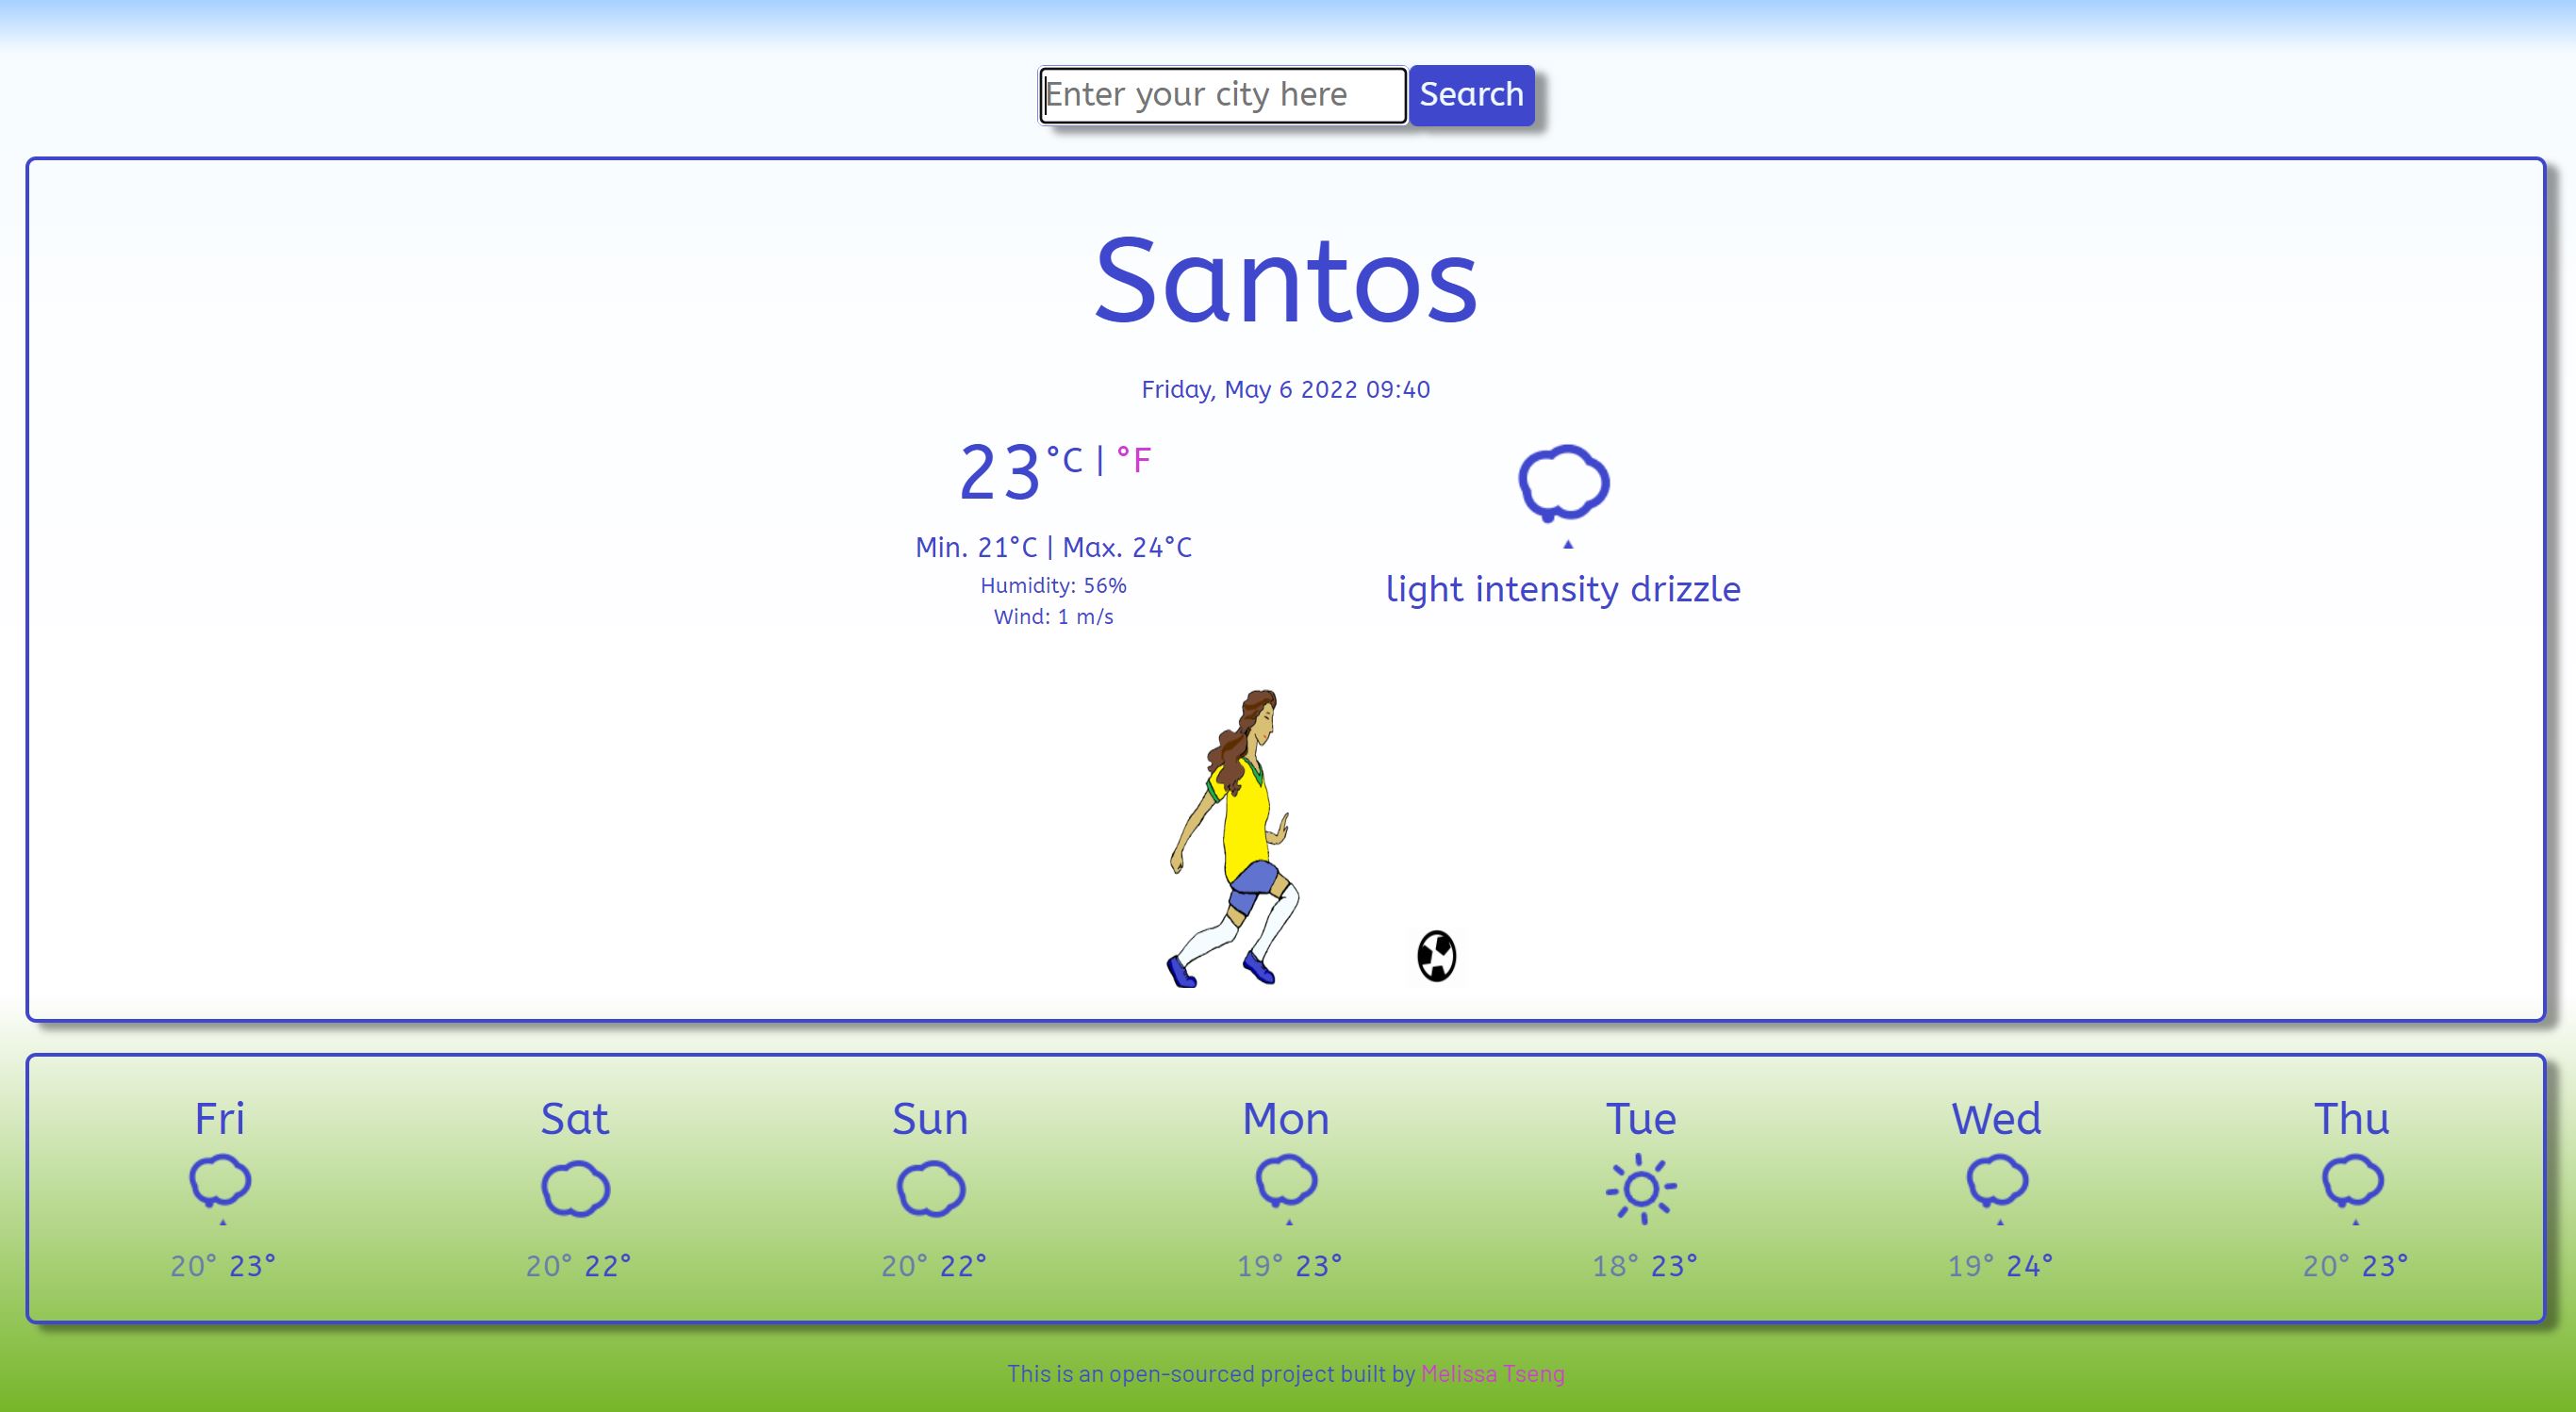 Enter your city here Search
Santos
Friday, May 6 2022 09:40
23°C | °F
Min. 21°C | Max. 24°C
Humidity: 56%
Wind: 1 m/s
light intensity drizzle
Fri Sat Sun Mon Tue Wed Thu
20° 23° 20° 22° 20° 22° 19° 23° 18° 23° 19° 24° 20° 23°
This is an open-sourced project built by Melissa Tseng